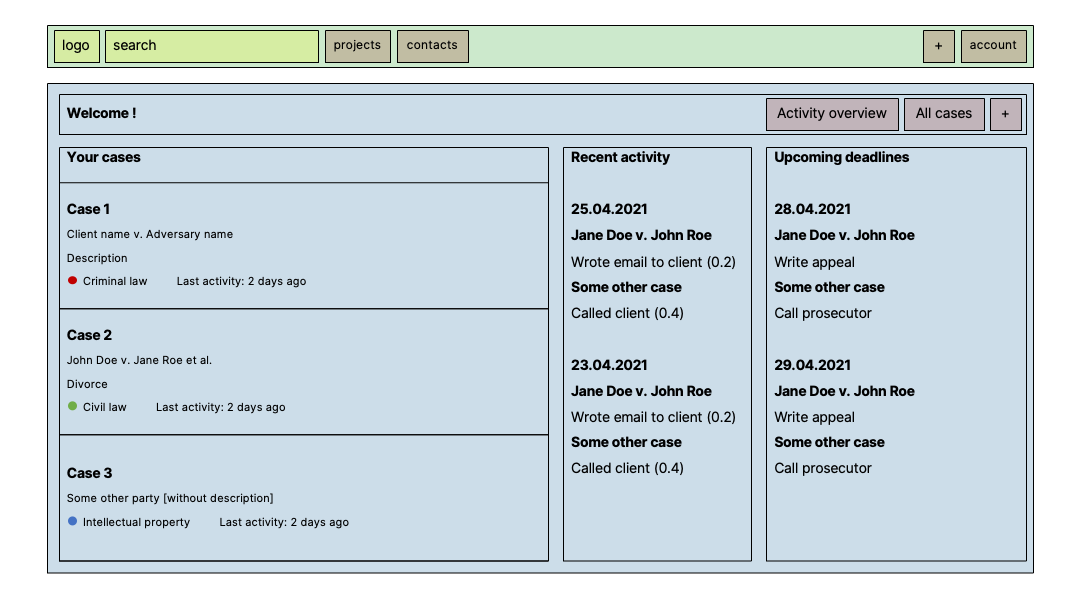 logo
search
projects
contacts
+
account
Welcome !
Activity overview
All cases
+
Your cases
Case 1
Client name v. Adversary name
Description
Criminal law
Last activity: 2 days ago
Case 2
John Doe v. Jane Roe et al.
Divorce
Civil law
Last activity: 2 days ago
Case 3
Some other party [without description]
Intellectual property
Last activity: 2 days ago
Recent activity
25.04.2021
Jane Doe v. John Roe
Wrote email to client (0.2)
Some other case
Called client (0.4)
23.04.2021
Jane Doe v. John Roe
Wrote email to client (0.2)
Some other case
Called client (0.4)
Upcoming deadlines
28.04.2021
Jane Doe v. John Roe
Write appeal
Some other case
Call prosecutor
29.04.2021
Jane Doe v. John Roe
Write appeal
Some other case
Call prosecutor